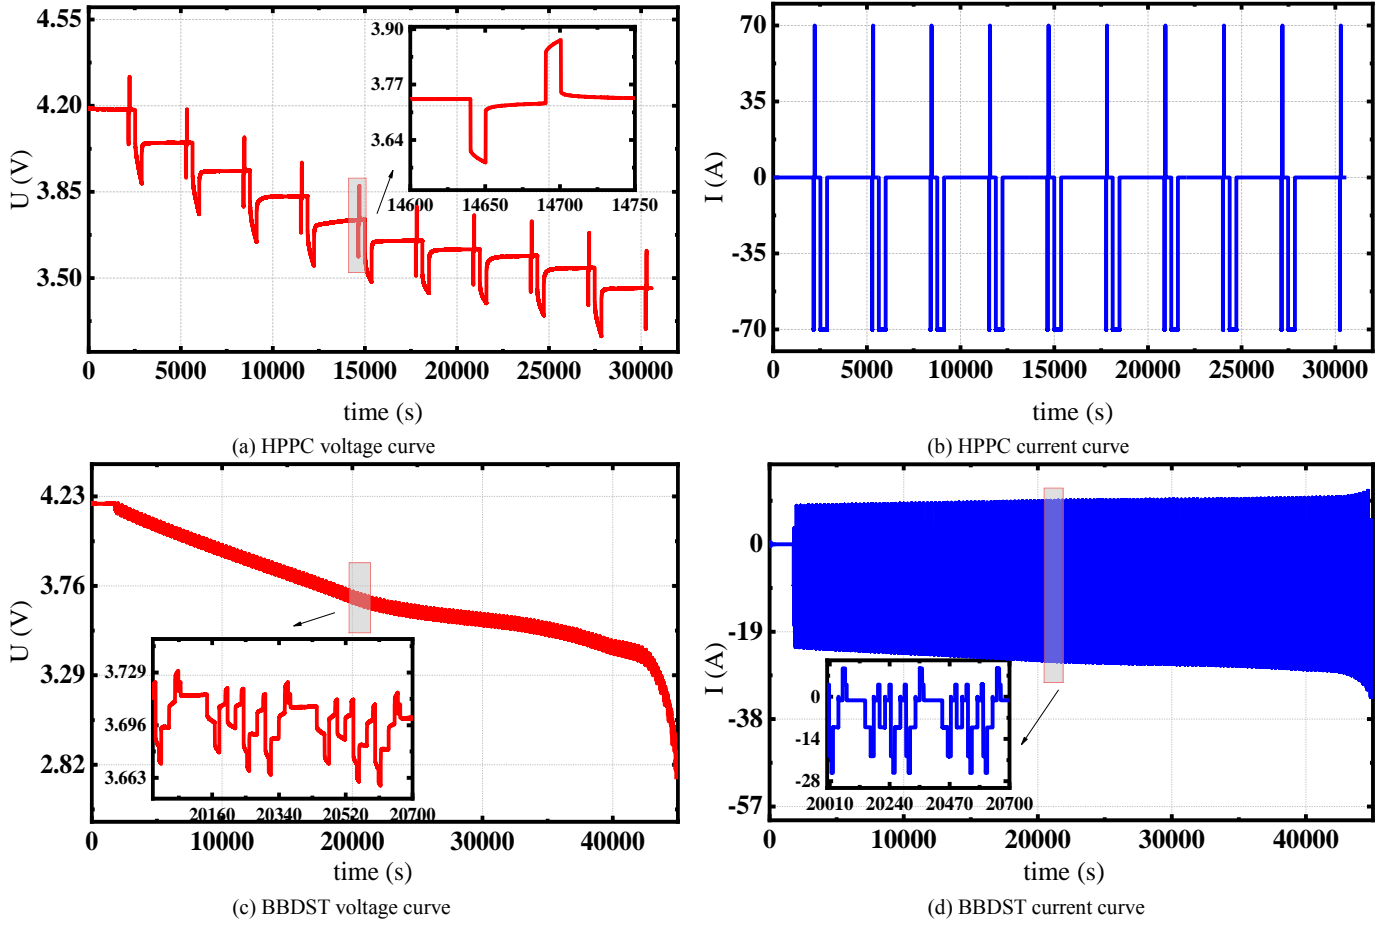 4.55
4.20
3.85
3.50
U (V)
3.90
3.77
3.64
14600 14650 14700 14750
0 5000 10000 15000 20000 25000 30000
time (s)
(a) HPPC voltage curve
70
35
0
-35
-70
I (A)
0 5000 10000 15000 20000 25000 30000
time (s)
(b) HPPC current curve
4.23
3.76
3.29
2.82
U (V)
3.729
3.696
3.663
20160 20340 20520 20700
0 10000 20000 30000 40000
time (s)
(c) BBDST voltage curve
0
-19
-38
-57
I (A)
0
-14
-28
20010 20240 20470 20700
0 10000 20000 30000 40000
time (s)
(d) BBDST current curve